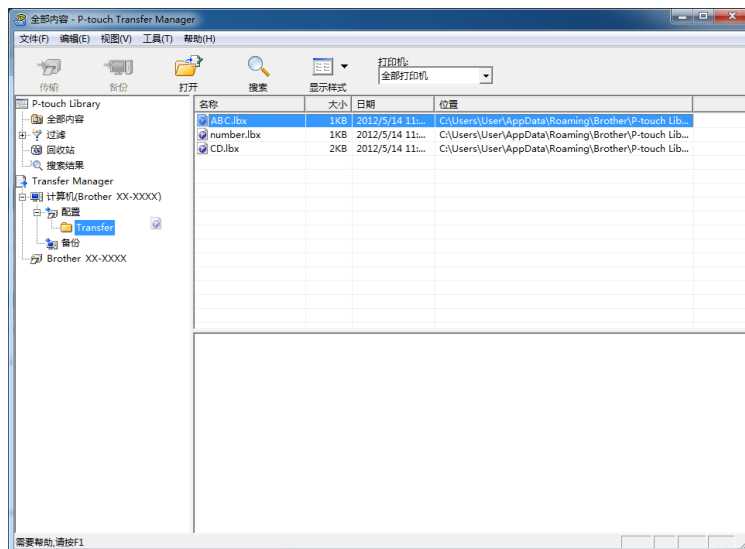 全部内容 - P-touch Transfer Manager
文件(F) 编辑(E) 视图(V) 工具(T) 帮助(H)
传输 备份 打开 搜索 显示样式
打印机:
全部打印机
P-touch Library
全部内容
过滤
回收站
搜索结果
Transfer Manager
计算机(Brother XX-XXXX)
配置
Transfer
备份
Brother XX-XXXX
名称 大小 日期 位置
ABC.lbx 1KB 2012/5/14 11:... C:\Users\User\AppData\Roaming\Brother\P-touch Lib...
number.lbx 1KB 2012/5/14 11:... C:\Users\User\AppData\Roaming\Brother\P-touch Lib...
CD.lbx 2KB 2012/5/14 11:... C:\Users\User\AppData\Roaming\Brother\P-touch Lib...
需要帮助,请按F1